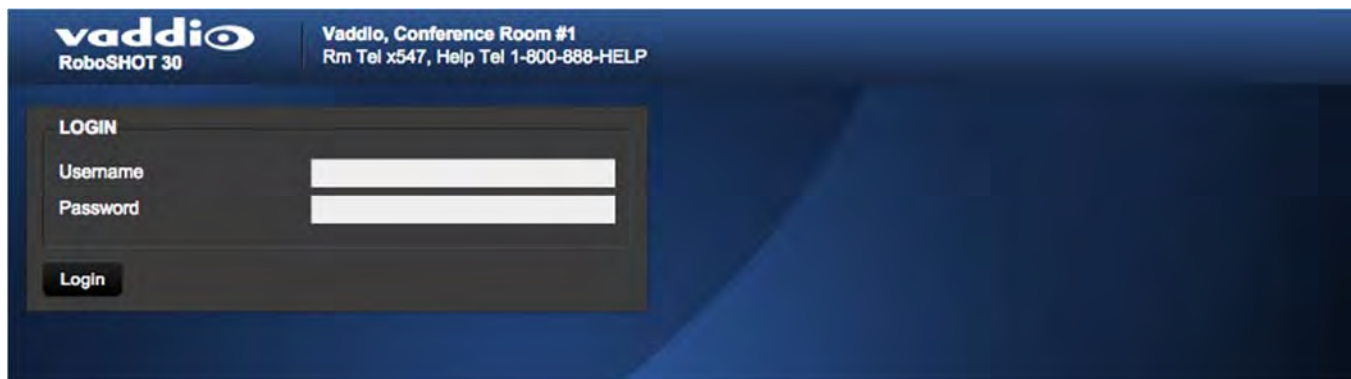 vaddio
RoboSHOT 30
Vaddio, Conference Room #1
Rm Tel x547, Help Tel 1-800-888-HELP
LOGIN
Username
Password
Login